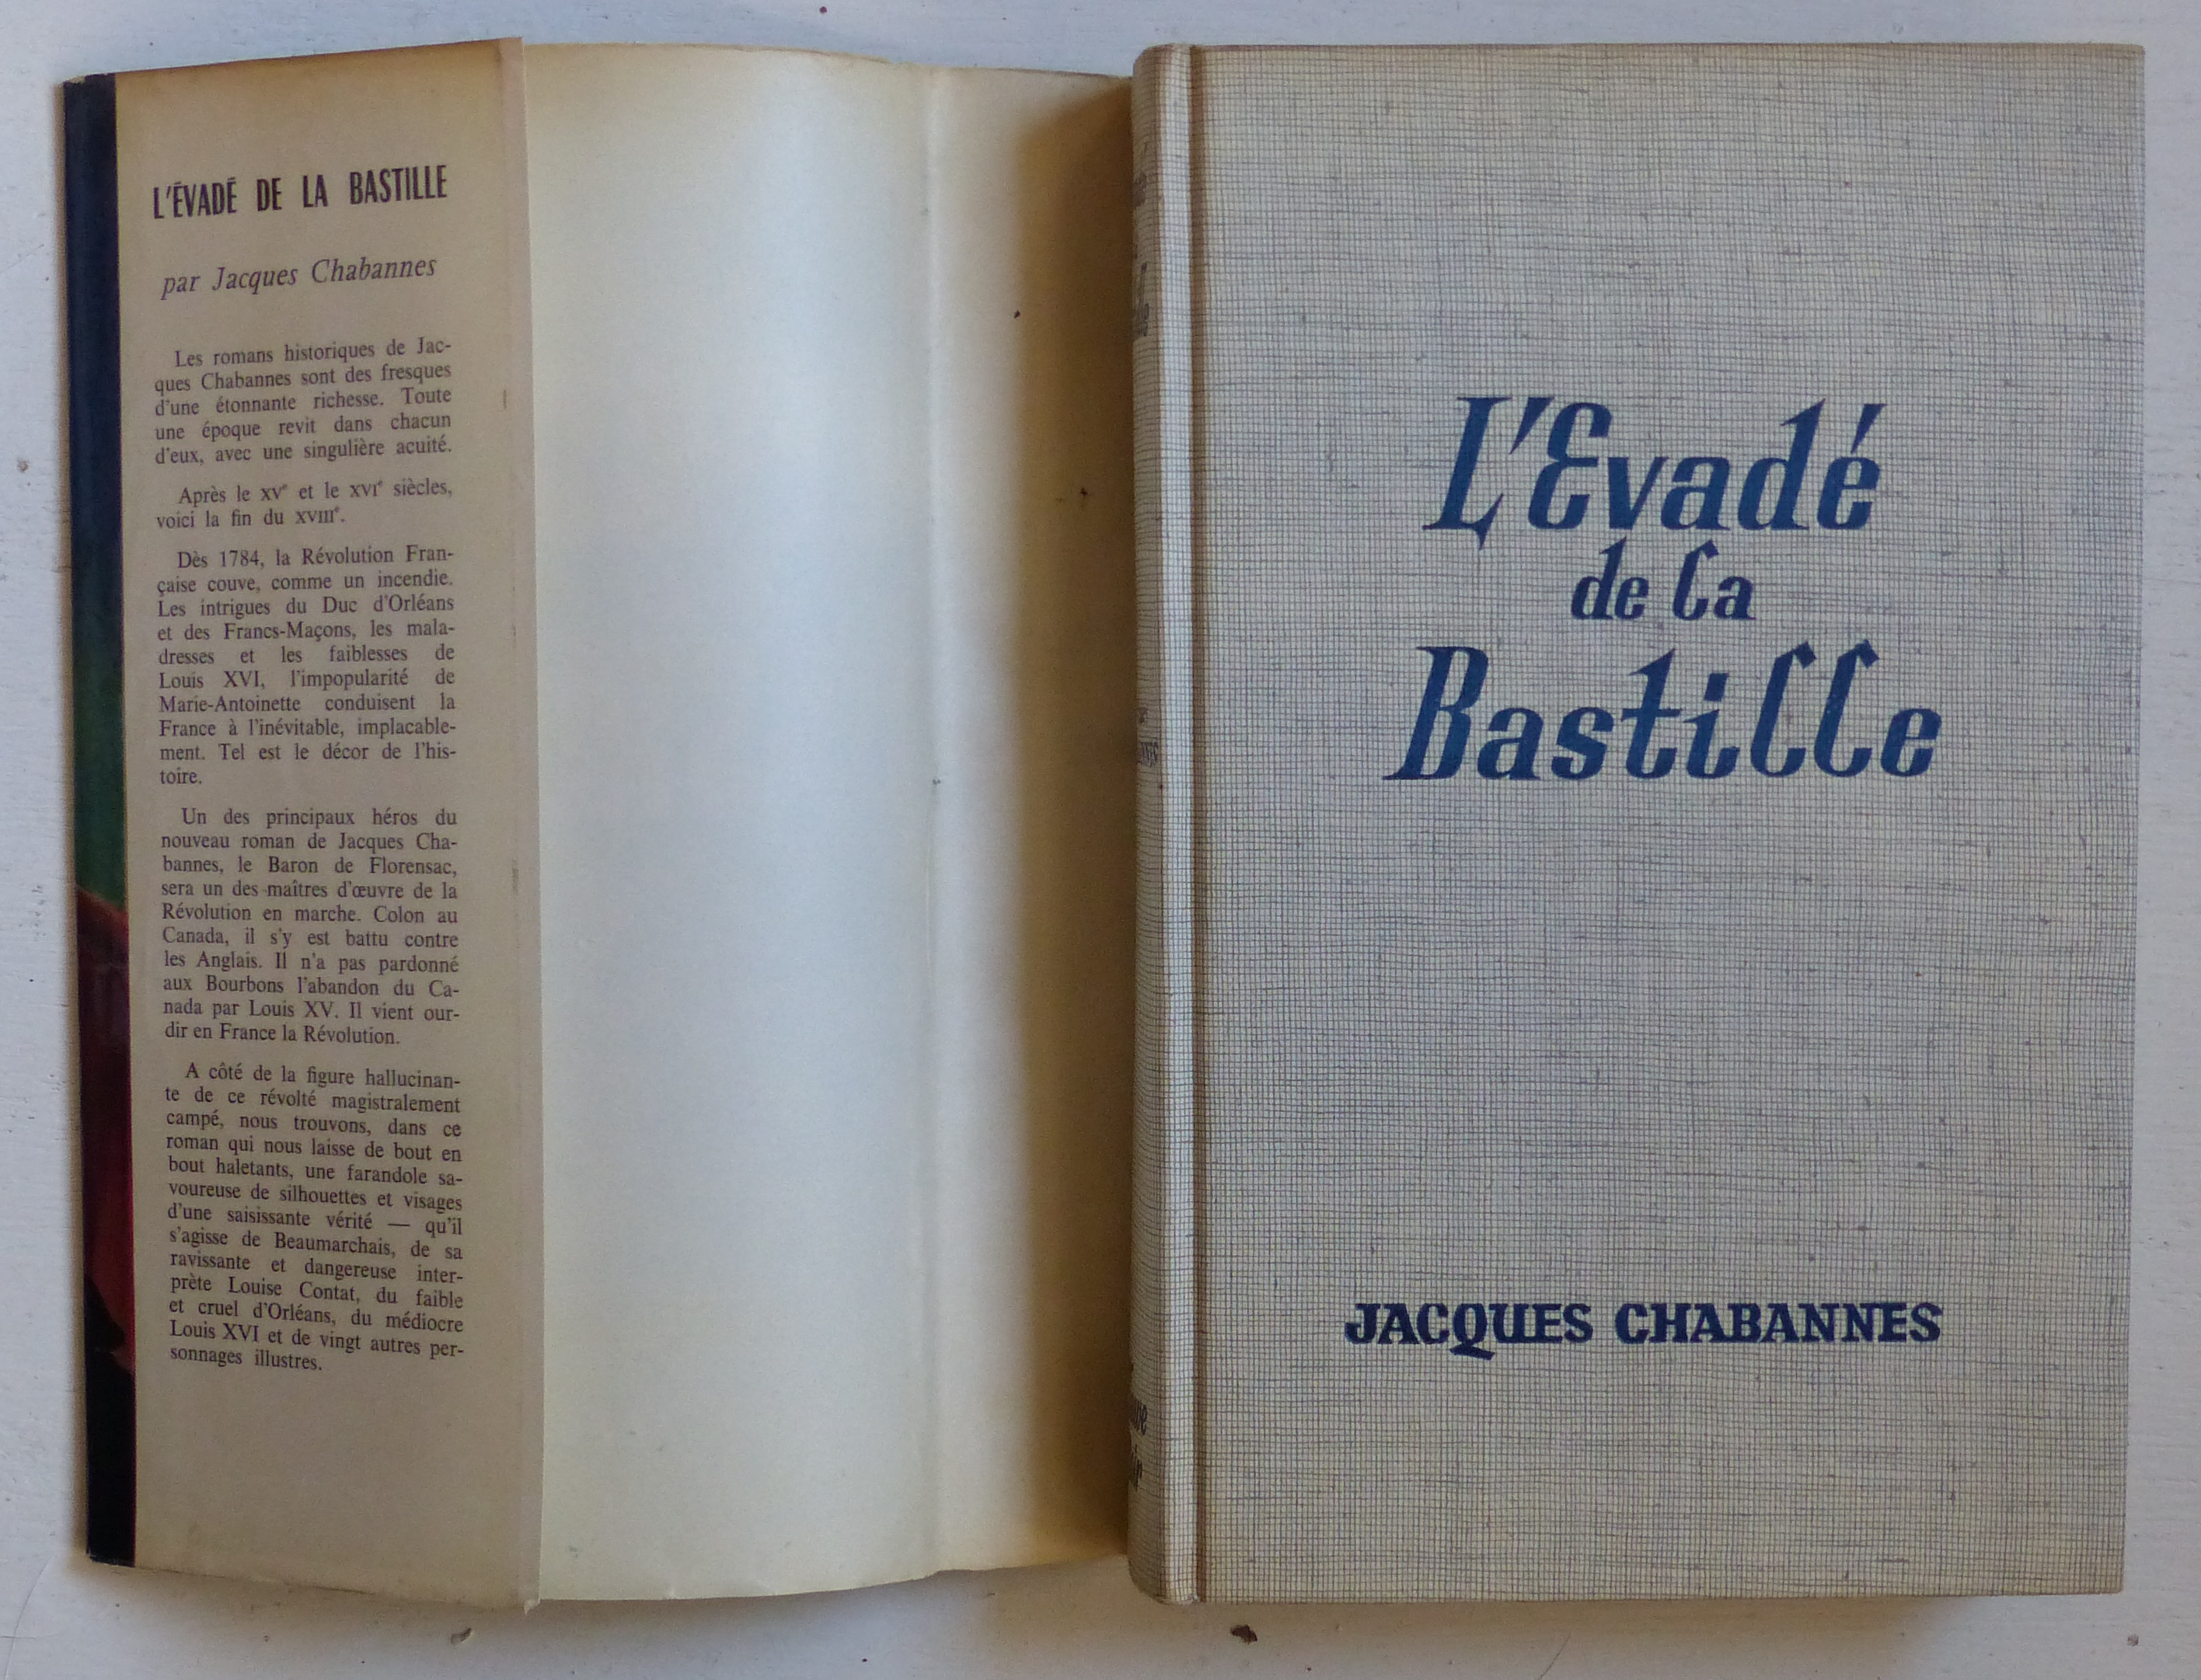 L'ÉVADÉ DE LA BASTILLE
par Jacques Chabannes
Les romans historiques de Jac-
ques Chabannes sont des fresques
d'une étonnante richesse. Toute
une époque revit dans chacun
d'eux, avec une singulière acuité.
Après le XVe et le XVIe siècles,
voici la fin du XVIIIe.
Dès 1784, la Révolution Fran-
çaise couve, comme un incendie.
Les intrigues du Duc d'Orléans
et des Francs-Maçons, les mala-
dresses et les faiblesses de
Louis XVI, l'impopularité de
Marie-Antoinette conduisent la
France à l'inévitable, implacable-
ment. Tel est le décor de l'his-
toire.
Un des principaux héros du
nouveau roman de Jacques Cha-
bannes, le Baron de Florensac,
sera un des maîtres d'œuvre de la
Révolution en marche. Colon au
Canada, il s'y est battu contre
les Anglais. Il n'a pas pardonné
aux Bourbons l'abandon du Ca-
nada par Louis XV. Il vient our-
dir en France la Révolution.
A côté de la figure hallucinan-
te de ce révolté magistralement
campé, nous trouvons, dans ce
roman qui nous laisse de bout en
bout haletants, une farandole sa-
voureuse de silhouettes et visages
d'une saisissante vérité — qu'il
s'agisse de Beaumarchais, de sa
ravissante et dangereuse inter-
prète Louise Contat, du faible
et cruel d'Orléans, du médiocre
Louis XVI et de vingt autres per-
sonnages illustres.
L'Evadé
de la
Bastille
JACQUES CHABANNES